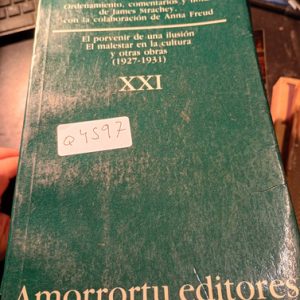 Ordenamiento, comentarios y notas
de James Strachey,
con la colaboración de Anna Freud
El porvenir de una ilusión
El malestar en la cultura
y otras obras
(1927-1931)
XXI
Q4597
Amorrortu editores